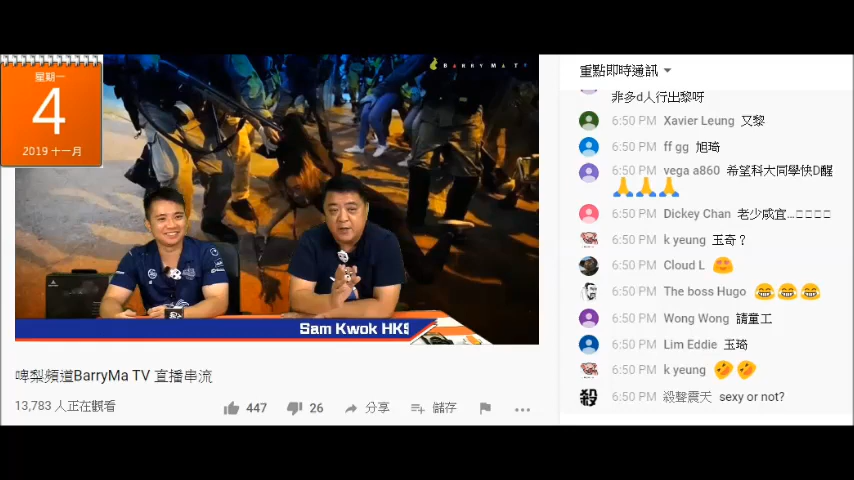 星期一
4
2019 十一月
BARRYMA TV
Sam Kwok HKS
啤梨頻道BarryMa TV 直播串流
13,783 人正在觀看
447
26
分享
儲存
重點即時通訊
非多d人行出黎呀
6:50 PM Xavier Leung 又黎
6:50 PM ff gg 旭琦
6:50 PM vega a860 希望科大同學快D醒
🙏🙏🙏
6:50 PM Dickey Chan 老少咸宜...□□□□
6:50 PM k yeung 玉奇？
6:50 PM Cloud L 😍
6:50 PM The boss Hugo 😂😂😂
6:50 PM Wong Wong 請童工
6:50 PM Lim Eddie 玉琦
6:50 PM k yeung 🤣🤣
殺 6:50 PM 殺聲震天 sexy or not?